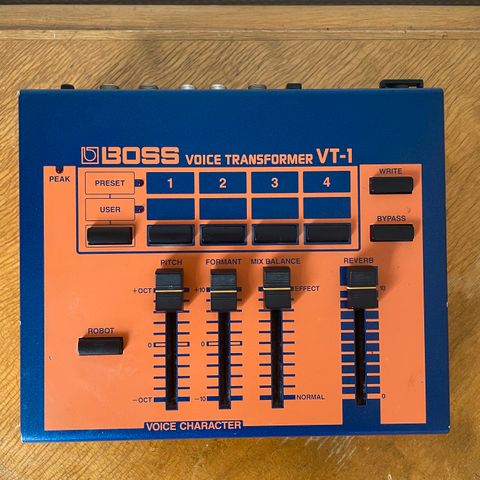 BOSS VOICE TRANSFORMER VT-1
PEAK
PRESET 1 2 3 4
WRITE
USER
BYPASS
PITCH FORMANT MIX BALANCE REVERB
+OCT +10 EFFECT 10
ROBOT
0 0
-OCT -10 NORMAL 0
VOICE CHARACTER